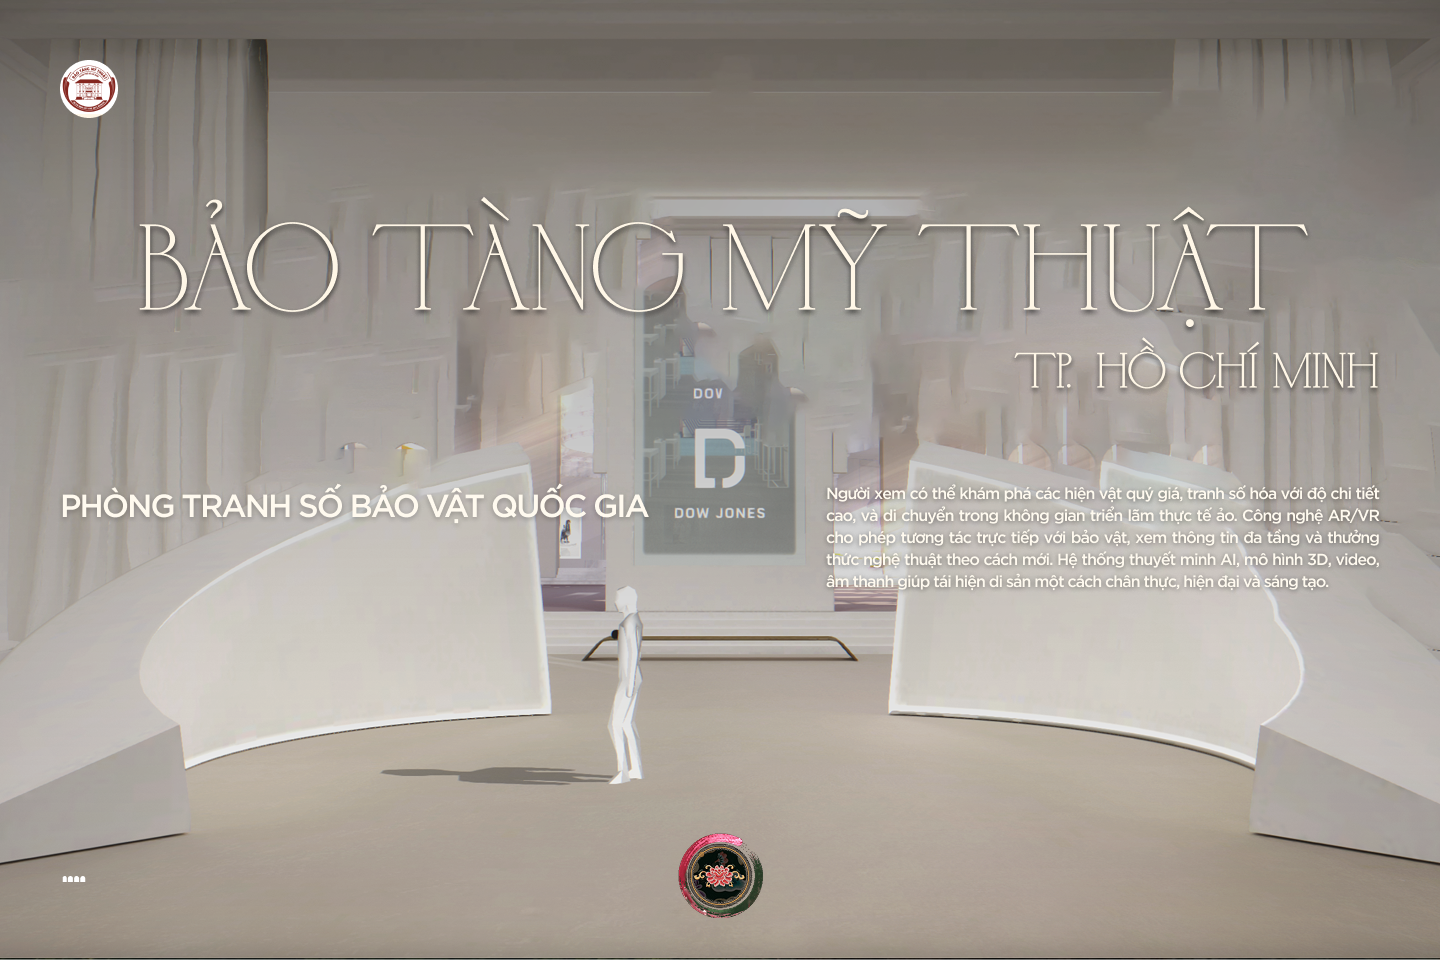 BẢO TÀNG MỸ THUẬT
TP. HỒ CHÍ MINH
DOW
DOW JONES
PHÒNG TRANH SỐ BẢO VẬT QUỐC GIA
Người xem có thể khám phá các hiện vật quý giá, tranh số hóa với độ chi tiết
cao, và di chuyển trong không gian triển lãm thực tế ảo. Công nghệ AR/VR
cho phép tương tác trực tiếp với bảo vật, xem thông tin đa tầng và thưởng
thức nghệ thuật theo cách mới. Hệ thống thuyết minh AI, mô hình 3D, video,
âm thanh giúp tái hiện di sản một cách chân thực, hiện đại và sáng tạo.